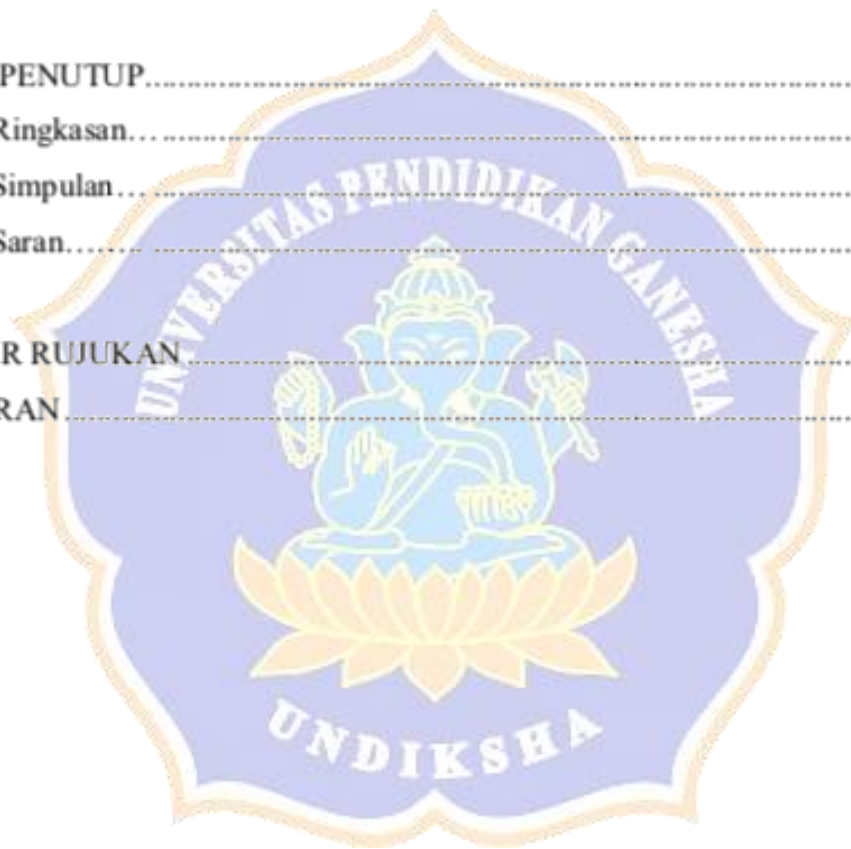 PENUTUP
Ringkasan
Simpulan
Saran
R RUJUKAN
RAN
UNIVERSITAS PENDIDIKAN GANESHA
UNDIKSHA